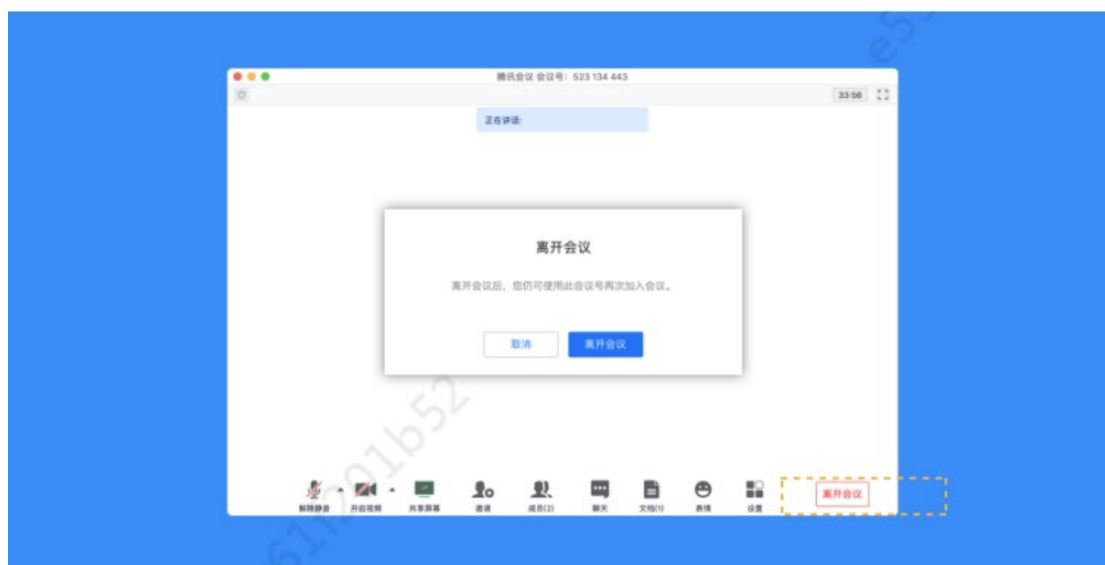 腾讯会议 会议号: 523 134 443
33:56
正在讲话:
离开会议
离开会议后，您仍可使用此会议号再次加入会议。
取消
离开会议
解除静音
开启视频
共享屏幕
邀请
成员(2)
聊天
文档(1)
表情
设置
离开会议
61f201b52